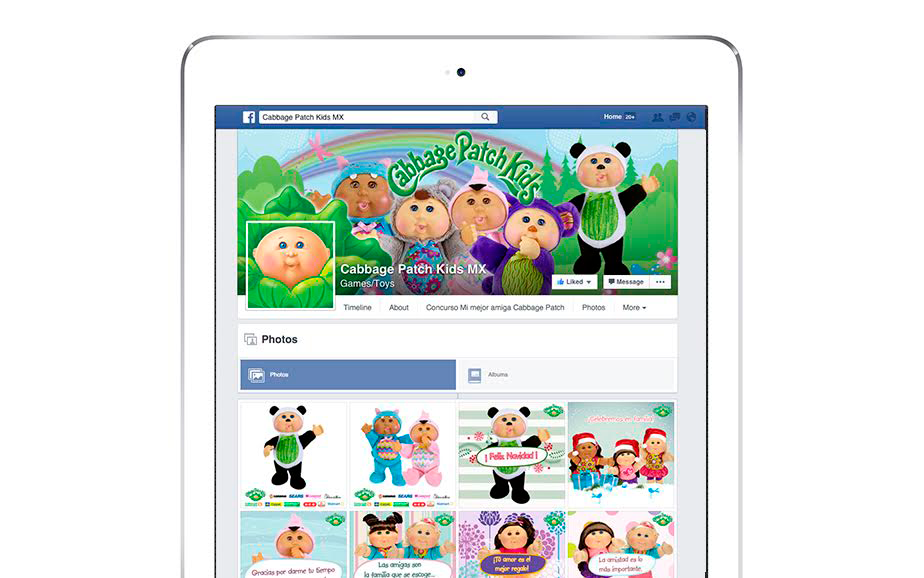 Cabbage Patch Kids MX
Home 20+
Cabbage Patch Kids
Cabbage Patch Kids MX
Games/Toys
Liked
Message
Timeline About Concurso Mi mejor amiga Cabbage Patch Photos More
Photos
Photos
Albums
SEARS
¡Feliz Navidad!
¡Celebremos en familia!
Gracias por darme tu tiempo
Las amigas son
la familia que se escoge...
¡Tu amor es el
mejor regalo!
La amistad es lo
más importante.